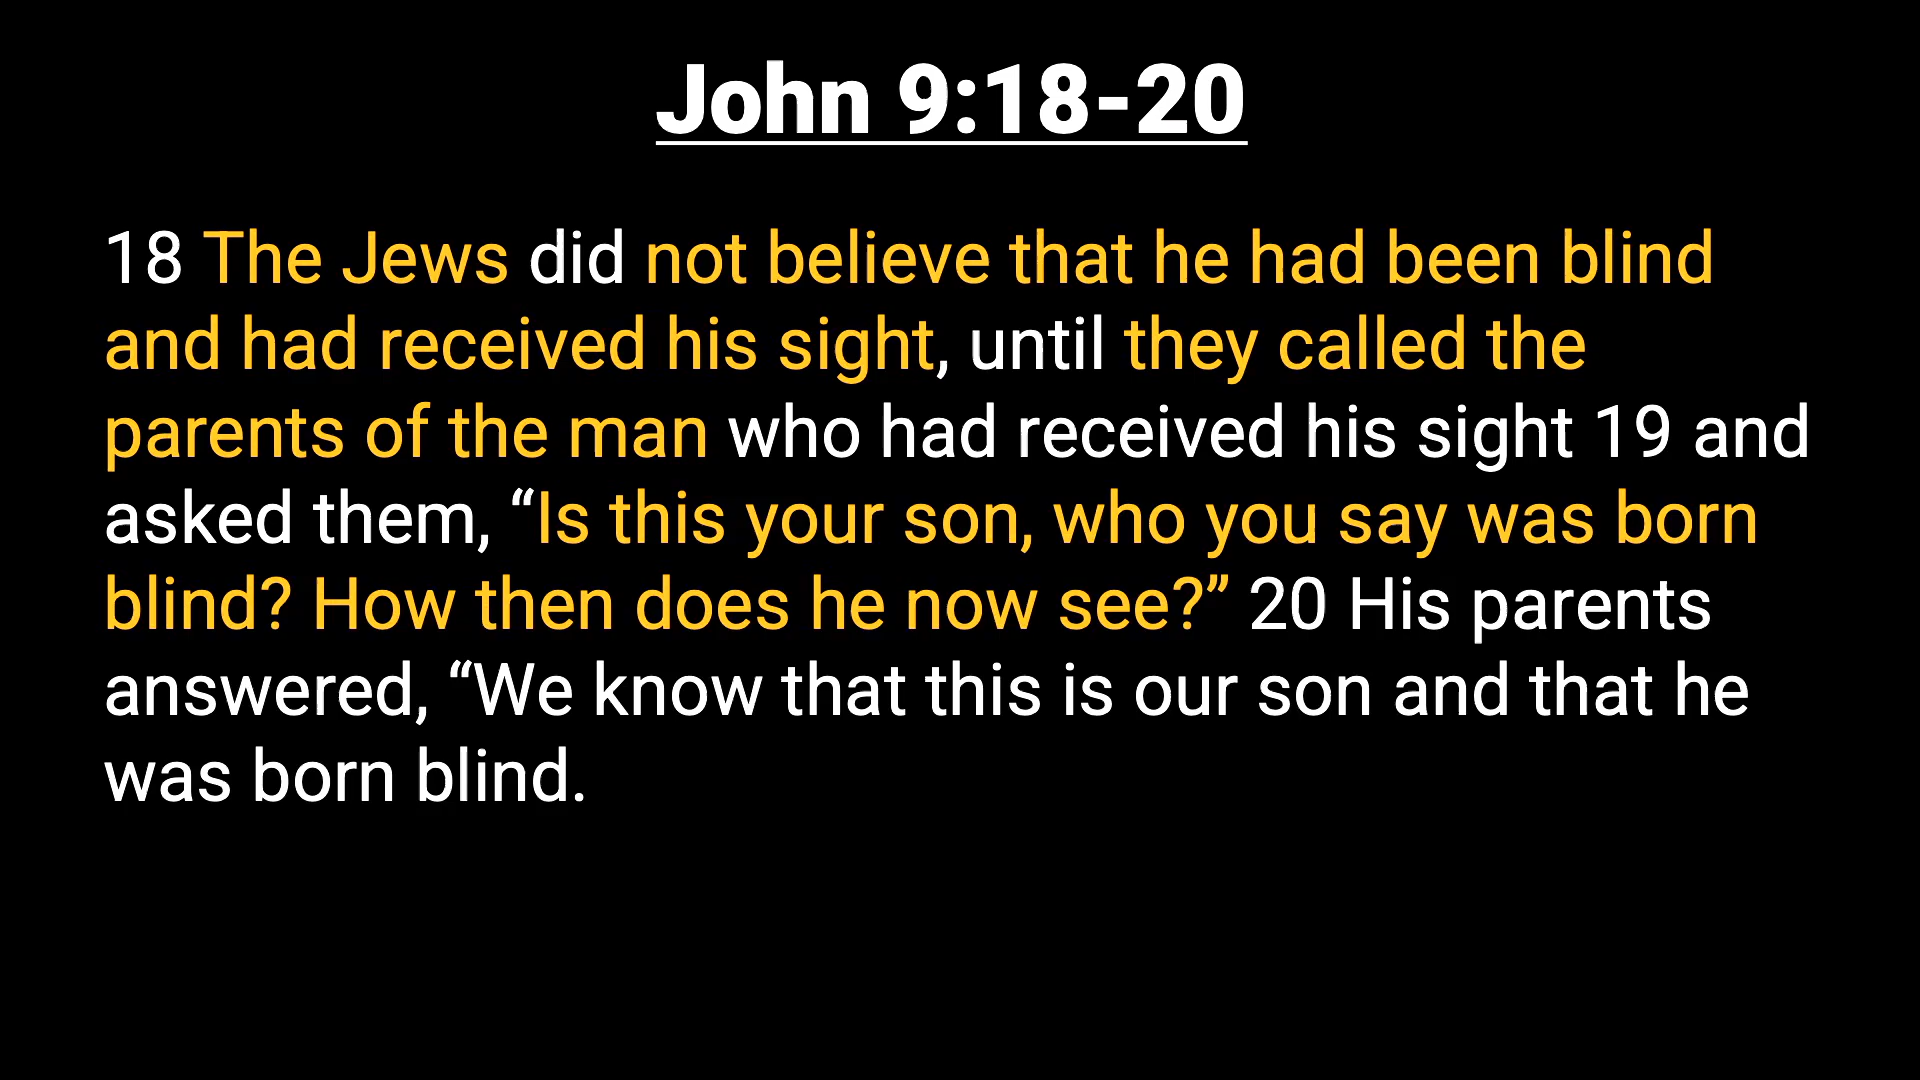 John 9:18-20
18 The Jews did not believe that he had been blind
and had received his sight, until they called the
parents of the man who had received his sight 19 and
asked them, “Is this your son, who you say was born
blind? How then does he now see?” 20 His parents
answered, “We know that this is our son and that he
was born blind.